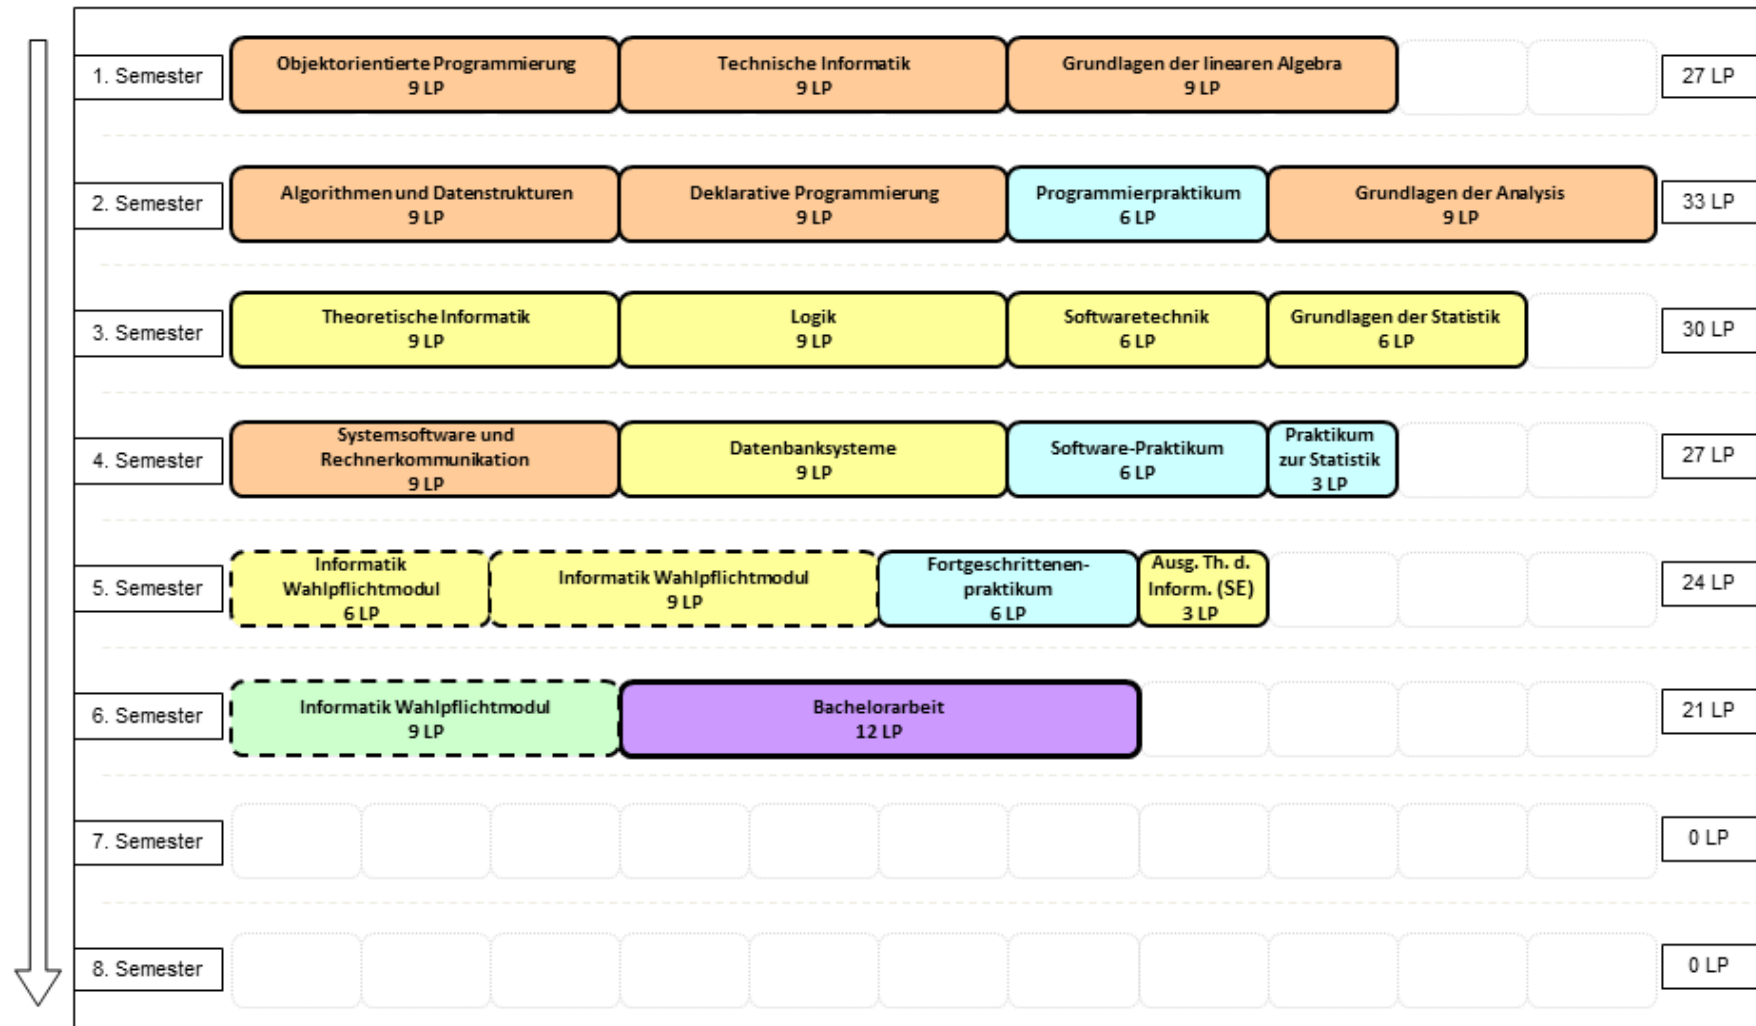 1. Semester
Objektorientierte Programmierung
9 LP
Technische Informatik
9 LP
Grundlagen der linearen Algebra
9 LP
27 LP
2. Semester
Algorithmen und Datenstrukturen
9 LP
Deklarative Programmierung
9 LP
Programmierpraktikum
6 LP
Grundlagen der Analysis
9 LP
33 LP
3. Semester
Theoretische Informatik
9 LP
Logik
9 LP
Softwaretechnik
6 LP
Grundlagen der Statistik
6 LP
30 LP
4. Semester
Systemsoftware und
Rechnerkommunikation
9 LP
Datenbanksysteme
9 LP
Software-Praktikum
6 LP
Praktikum
zur Statistik
3 LP
27 LP
5. Semester
Informatik
Wahlpflichtmodul
6 LP
Informatik Wahlpflichtmodul
9 LP
Fortgeschrittenen-
praktikum
6 LP
Ausg. Th. d.
Inform. (SE)
3 LP
24 LP
6. Semester
Informatik Wahlpflichtmodul
9 LP
Bachelorarbeit
12 LP
21 LP
7. Semester
0 LP
8. Semester
0 LP